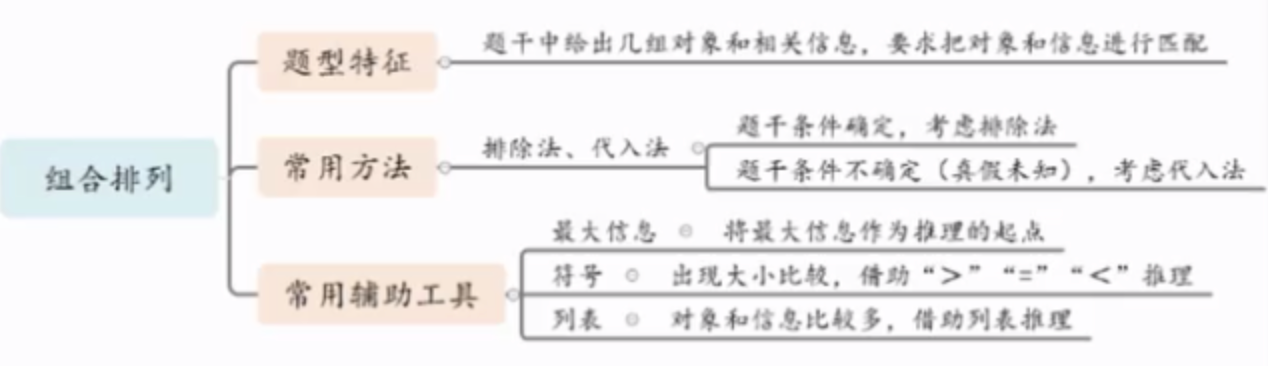 组合排列
题型特征
题干中给出几组对象和相关信息，要求把对象和信息进行匹配
常用方法
排除法、代入法
题干条件确定，考虑排除法
题干条件不确定（真假未知），考虑代入法
常用辅助工具
最大信息 将最大信息作为推理的起点
符号 出现大小比较，借助“>”“=”“<”推理
列表 对象和信息比较多，借助列表推理